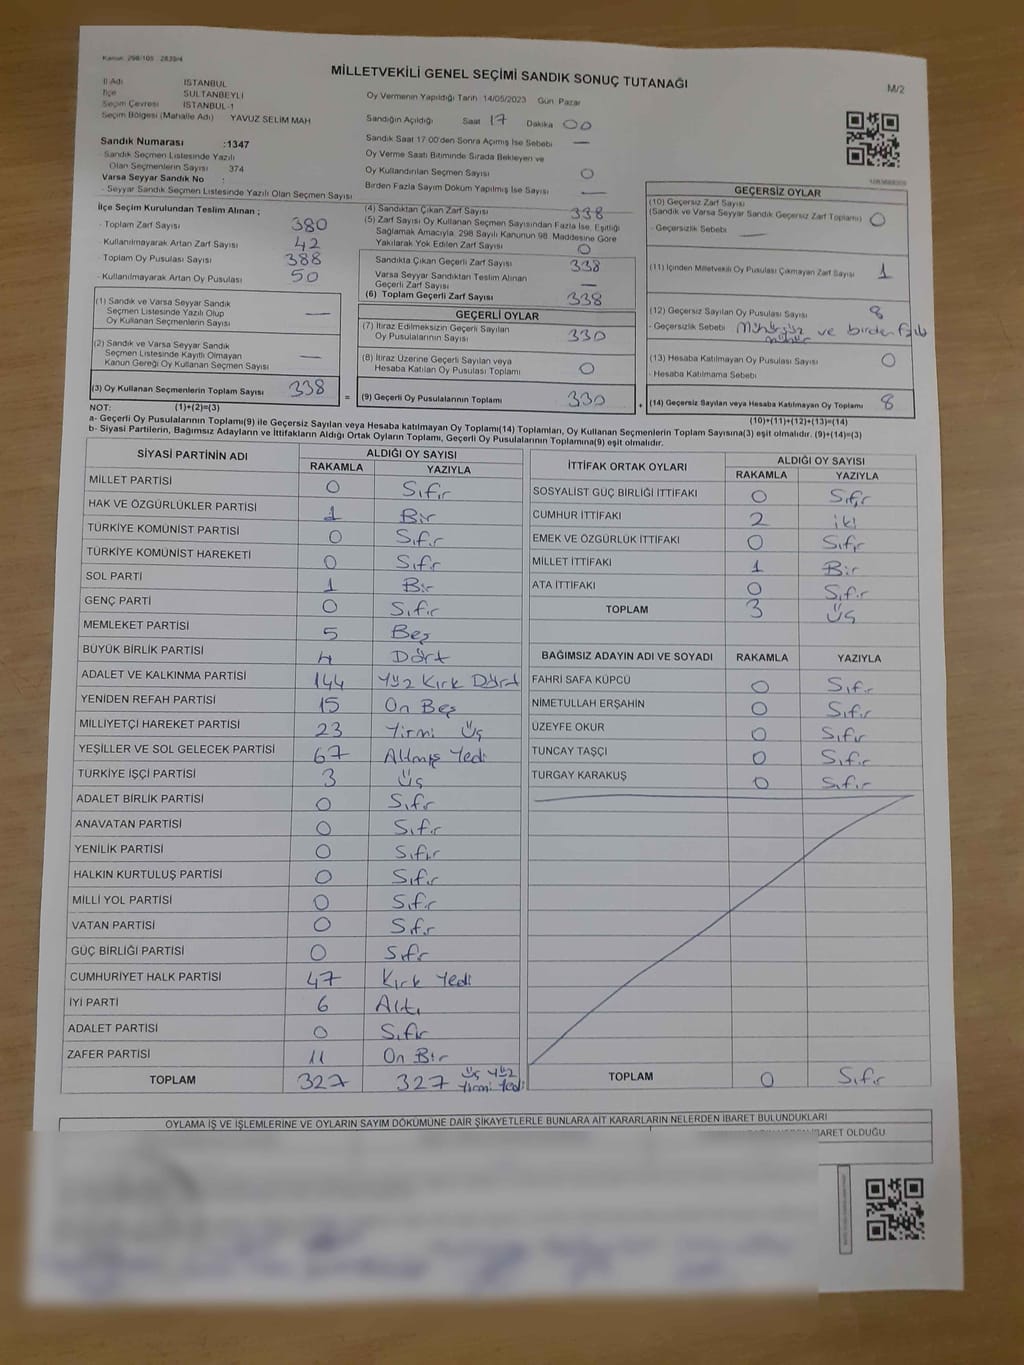 Kanun: 298/105 - 2839/4
MİLLETVEKİLİ GENEL SEÇİMİ SANDIK SONUÇ TUTANAĞI
M/2
İl Adı İSTANBUL
İlçe SULTANBEYLİ
Seçim Çevresi İSTANBUL-1
Seçim Bölgesi (Mahalle Adı) YAVUZ SELİM MAH
Sandık Numarası :1347
- Sandık Seçmen Listesinde Yazılı
Olan Seçmenlerin Sayısı 374
Varsa Seyyar Sandık No :
- Seyyar Sandık Seçmen Listesinde Yazılı Olan Seçmen Sayısı
Oy Vermenin Yapıldığı Tarih 14/05/2023 Gün: Pazar
Sandığın Açıldığı Saat 17 Dakika 00
Sandık Saat 17:00'den Sonra Açılmış İse Sebebi —
Oy Verme Saati Bitiminde Sırada Bekleyen ve
Oy Kullandırılan Seçmen Sayısı 0
Birden Fazla Sayım Döküm Yapılmış İse Sayısı —
İlçe Seçim Kurulundan Teslim Alınan ;
- Toplam Zarf Sayısı 380
- Kullanılmayarak Artan Zarf Sayısı 42
- Toplam Oy Pusulası Sayısı 388
- Kullanılmayarak Artan Oy Pusulası 50
(1) Sandık ve Varsa Seyyar Sandık
Seçmen Listesinde Yazılı Olup
Oy Kullanan Seçmenlerin Sayısı —
(2) Sandık ve Varsa Seyyar Sandık
Seçmen Listesinde Kayıtlı Olmayan
Kanun Gereği Oy Kullanan Seçmen Sayısı —
(3) Oy Kullanan Seçmenlerin Toplam Sayısı 338
(1)+(2)=(3)
(4) Sandıktan Çıkan Zarf Sayısı 338
(5) Zarf Sayısı Oy Kullanan Seçmen Sayısından Fazla İse, Eşitliği
Sağlamak Amacıyla, 298 Sayılı Kanunun 98. Maddesine Göre
Yakılarak Yok Edilen Zarf Sayısı 0
Sandıkta Çıkan Geçerli Zarf Sayısı 338
Varsa Seyyar Sandıktan Teslim Alınan
Geçerli Zarf Sayısı —
(6) Toplam Geçerli Zarf Sayısı 338
GEÇERLİ OYLAR
(7) İtiraz Edilmeksizin Geçerli Sayılan
Oy Pusulalarının Sayısı 330
(8) İtiraz Üzerine Geçerli Sayılan veya
Hesaba Katılan Oy Pusulası Toplamı 0
= (9) Geçerli Oy Pusulalarının Toplamı 330
GEÇERSİZ OYLAR
(10) Geçersiz Zarf Sayısı
(Sandık ve Varsa Seyyar Sandık Geçersiz Zarf Toplamı) 0
- Geçersizlik Sebebi —
(11) İçinden Milletvekili Oy Pusulası Çıkmayan Zarf Sayısı 1
(12) Geçersiz Sayılan Oy Pusulası Sayısı 8
- Geçersizlik Sebebi Mühürsüz ve birden fazla
mühür
(13) Hesaba Katılmayan Oy Pusulası Sayısı 0
- Hesaba Katılmama Sebebi
+ (14) Geçersiz Sayılan veya Hesaba Katılmayan Oy Toplamı 8
(10)+(11)+(12)+(13)=(14)
NOT:
a- Geçerli Oy Pusulalarının Toplamı(9) ile Geçersiz Sayılan veya Hesaba katılmayan Oy Toplamı(14) Toplamları, Oy Kullanan Seçmenlerin Toplam Sayısına(3) eşit olmalıdır. (9)+(14)=(3)
b- Siyasi Partilerin, Bağımsız Adayların ve İttifakların Aldığı Ortak Oyların Toplamı, Geçerli Oy Pusulalarının Toplamına(9) eşit olmalıdır.
SİYASİ PARTİNİN ADI ALDIĞI OY SAYISI
RAKAMLA YAZIYLA
MİLLET PARTİSİ 0 Sıfır
HAK VE ÖZGÜRLÜKLER PARTİSİ 1 Bir
TÜRKİYE KOMÜNİST PARTİSİ 0 Sıfır
TÜRKİYE KOMÜNİST HAREKETİ 0 Sıfır
SOL PARTİ 1 Bir
GENÇ PARTİ 0 Sıfır
MEMLEKET PARTİSİ 5 Beş
BÜYÜK BİRLİK PARTİSİ 4 Dört
ADALET VE KALKINMA PARTİSİ 144 Yüz Kırk Dört
YENİDEN REFAH PARTİSİ 15 On Beş
MİLLİYETÇİ HAREKET PARTİSİ 23 Yirmi Üç
YEŞİLLER VE SOL GELECEK PARTİSİ 67 Altmış Yedi
TÜRKİYE İŞÇİ PARTİSİ 3 Üç
ADALET BİRLİK PARTİSİ 0 Sıfır
ANAVATAN PARTİSİ 0 Sıfır
YENİLİK PARTİSİ 0 Sıfır
HALKIN KURTULUŞ PARTİSİ 0 Sıfır
MİLLİ YOL PARTİSİ 0 Sıfır
VATAN PARTİSİ 0 Sıfır
GÜÇ BİRLİĞİ PARTİSİ 0 Sıfır
CUMHURİYET HALK PARTİSİ 47 Kırk Yedi
İYİ PARTİ 6 Altı
ADALET PARTİSİ 0 Sıfır
ZAFER PARTİSİ 11 On Bir
TOPLAM 327 327 Üç Yüz
Yirmi Yedi
İTTİFAK ORTAK OYLARI ALDIĞI OY SAYISI
RAKAMLA YAZIYLA
SOSYALİST GÜÇ BİRLİĞİ İTTİFAKI 0 Sıfır
CUMHUR İTTİFAKI 2 iki
EMEK VE ÖZGÜRLÜK İTTİFAKI 0 Sıfır
MİLLET İTTİFAKI 1 Bir
ATA İTTİFAKI 0 Sıfır
TOPLAM 3 Üç
BAĞIMSIZ ADAYIN ADI VE SOYADI RAKAMLA YAZIYLA
FAHRİ SAFA KÜPCÜ 0 Sıfır
NİMETULLAH ERŞAHİN 0 Sıfır
ÜZEYFE OKUR 0 Sıfır
TUNCAY TAŞÇI 0 Sıfır
TURGAY KARAKUŞ 0 Sıfır
TOPLAM 0 Sıfır
OYLAMA İŞ VE İŞLEMLERİNE VE OYLARIN SAYIM DÖKÜMÜNE DAİR ŞİKAYETLERLE BUNLARA AİT KARARLARIN NELERDEN İBARET BULUNDUKLARI
İBARET OLDUĞU